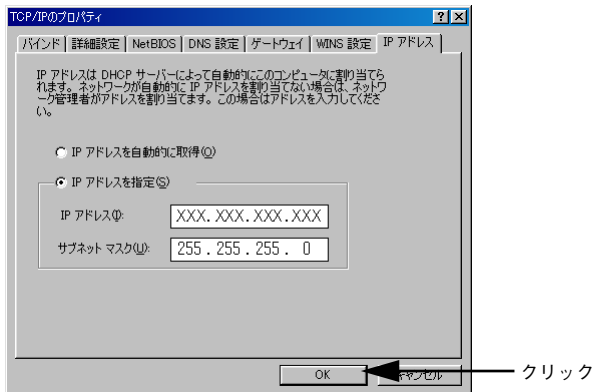 TCP/IPのプロパティ
バインド 詳細設定 NetBIOS DNS 設定 ゲートウェイ WINS 設定 IP アドレス
IP アドレスは DHCP サーバーによって自動的にこのコンピュータに割り当てら
れます。ネットワークが自動的に IP アドレスを割り当てない場合は、ネットワ
ーク管理者がアドレスを割り当てます。この場合はアドレスを入力してくださ
い。
IP アドレスを自動的に取得(O)
IP アドレスを指定(S)
IP アドレス(I): XXX.XXX.XXX.XXX
サブネット マスク(U): 255.255.255. 0
OK キャンセル クリック